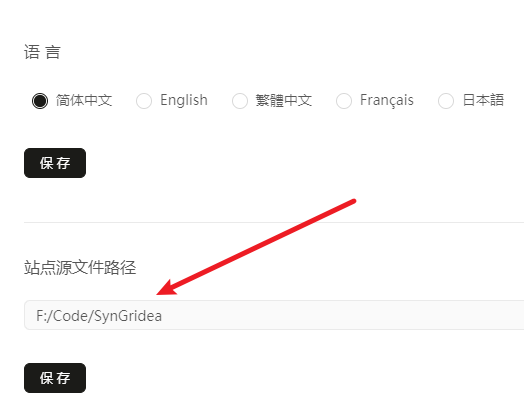 语 言
简体中文 English 繁體中文 Français 日本語
保 存
站点源文件路径
F:/Code/SynGridea
保 存